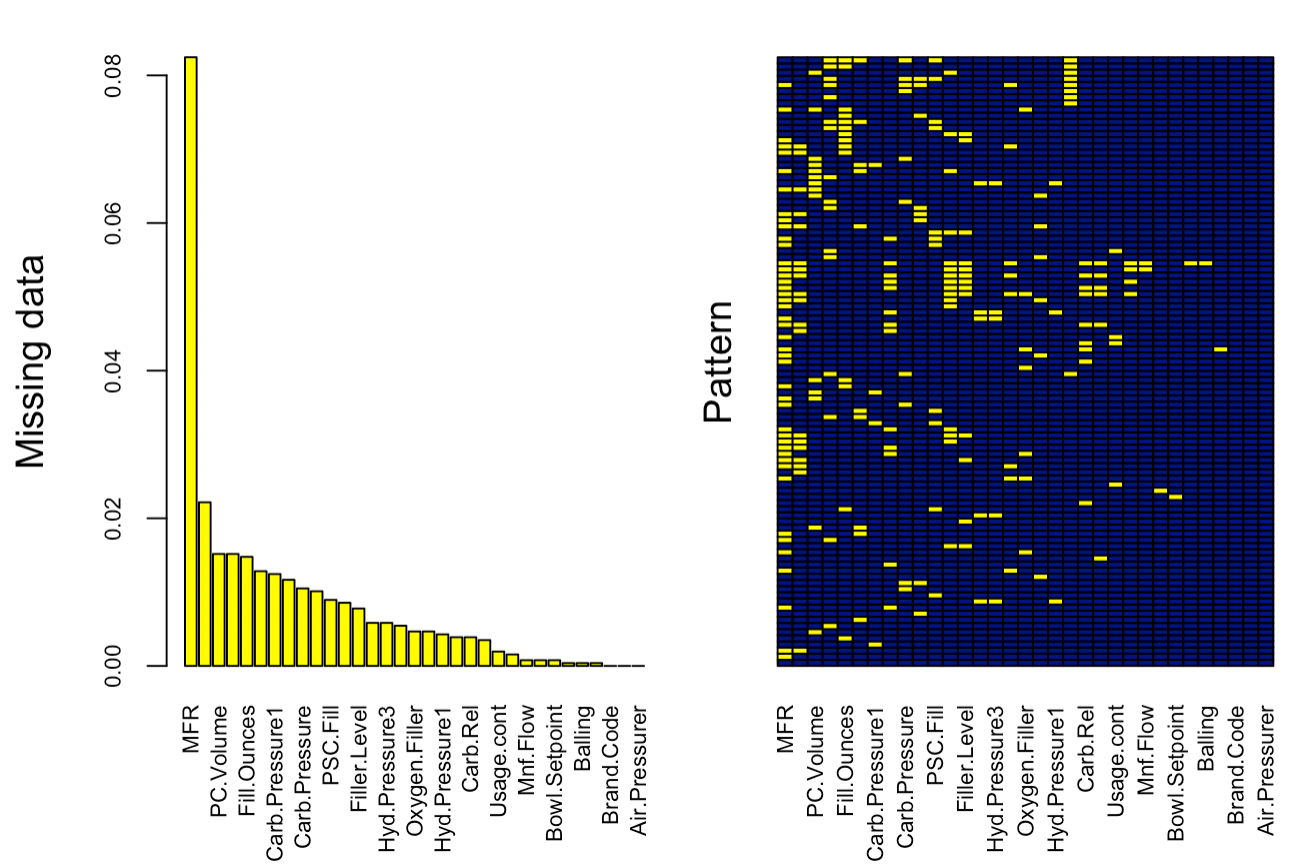 Missing data
0.08
0.06
0.04
0.02
0.00
MFR
PC.Volume
Fill.Ounces
Carb.Pressure1
Carb.Pressure
PSC.Fill
Filler.Level
Hyd.Pressure3
Oxygen.Filler
Hyd.Pressure1
Carb.Rel
Usage.cont
Mnf.Flow
Bowl.Setpoint
Balling
Brand.Code
Air.Pressurer
Pattern
MFR
PC.Volume
Fill.Ounces
Carb.Pressure1
Carb.Pressure
PSC.Fill
Filler.Level
Hyd.Pressure3
Oxygen.Filler
Hyd.Pressure1
Carb.Rel
Usage.cont
Mnf.Flow
Bowl.Setpoint
Balling
Brand.Code
Air.Pressurer